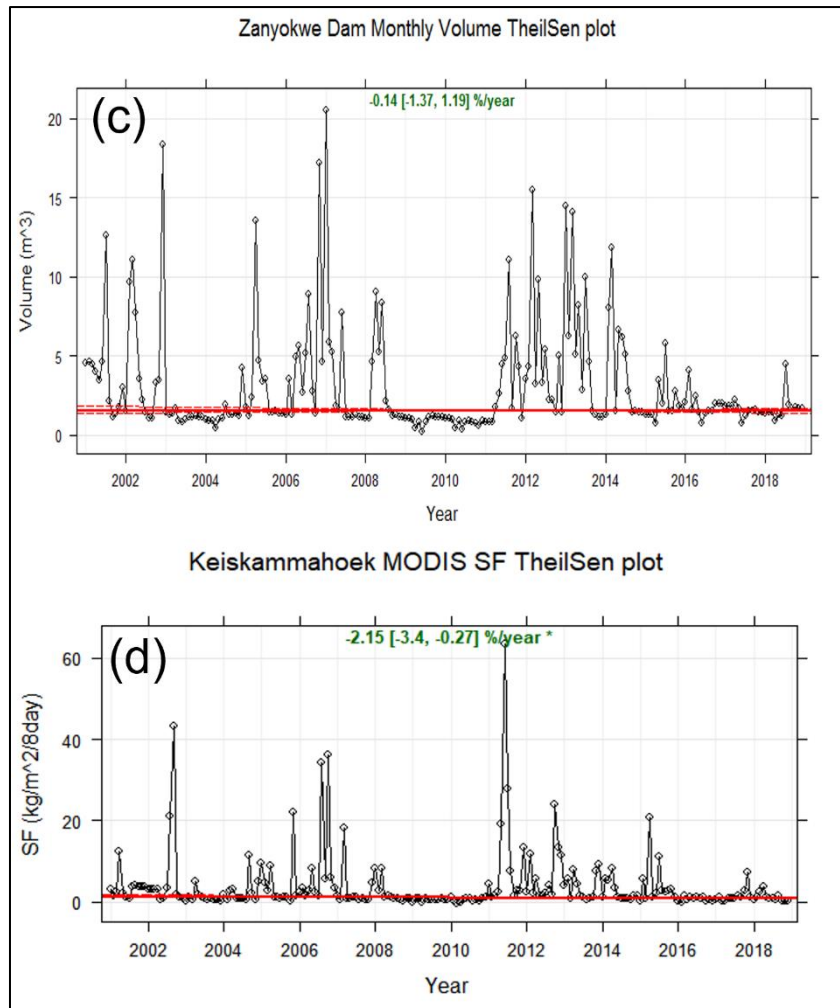 Zanyokwe Dam Monthly Volume TheilSen plot
(c)
-0.14 [-1.37, 1.19] %/year
20
15
10
5
0
Volume (m^3)
2002 2004 2006 2008 2010 2012 2014 2016 2018
Year
Keiskammahoek MODIS SF TheilSen plot
(d)
-2.15 [-3.4, -0.27] %/year *
60
40
20
0
SF (kg/m^2/8day)
2002 2004 2006 2008 2010 2012 2014 2016 2018
Year